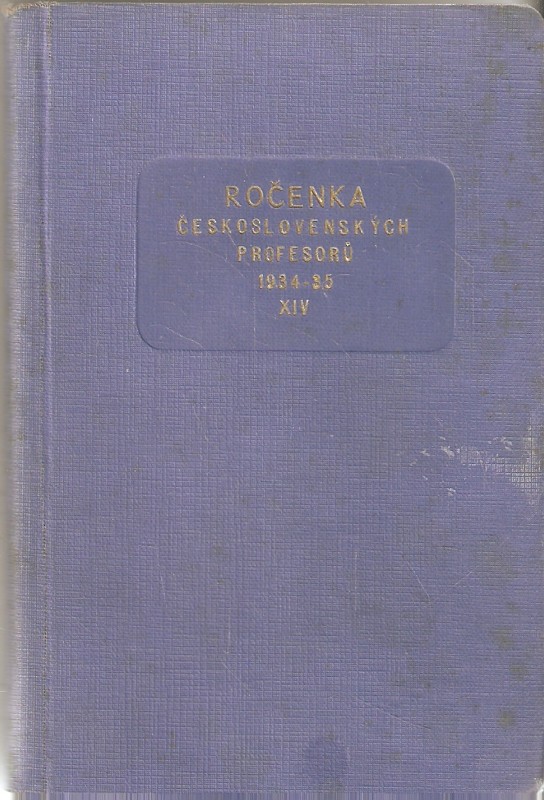 ROČENKA
ČESKOSLOVENSKÝCH
PROFESORŮ
1934-35
XIV